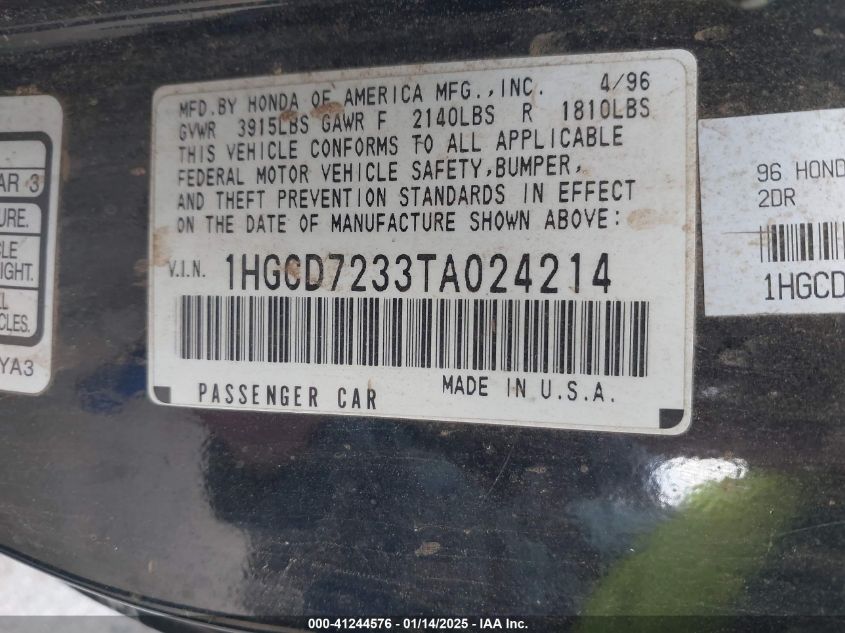 MFD.BY HONDA OF AMERICA MFG.,INC. 4/96
GVWR 3915LBS GAWR F 2140LBS R 1810LBS
THIS VEHICLE CONFORMS TO ALL APPLICABLE
FEDERAL MOTOR VEHICLE SAFETY,BUMPER,
AND THEFT PREVENTION STANDARDS IN EFFECT
ON THE DATE OF MANUFACTURE SHOWN ABOVE:
V.I.N. 1HGCD7233TA024214
PASSENGER CAR MADE IN U.S.A.
AR 3
URE.
CLE
IGHT.
LL
CLES.
YA3
96 HOND
2DR
1HGCD
000-41244576 - 01/14/2025 - IAA Inc.